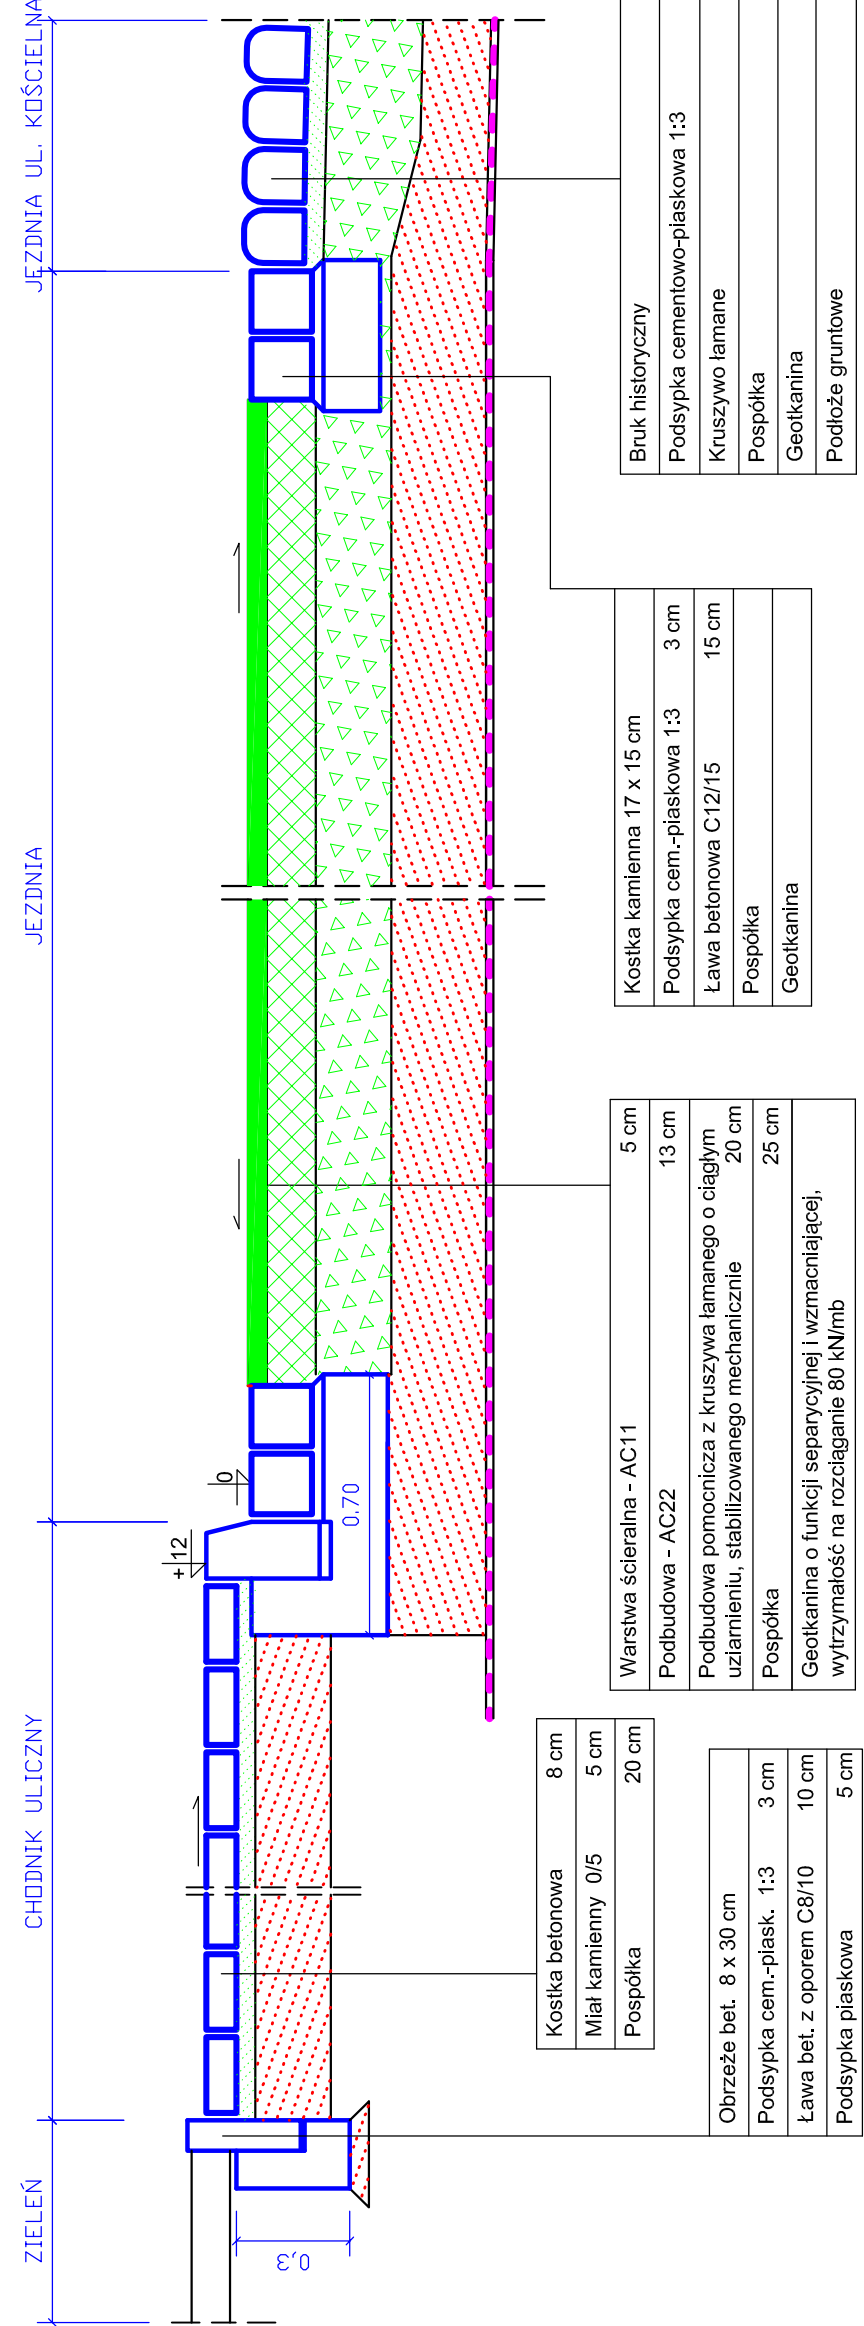 ZIELEŃ
CHODNIK ULICZNY
JEZDNIA
JEZDNIA UL. KOŚCIELNA
+12
0
0.70
0,3
Obrzeże bet. 8 x 30 cm
Podsypka cem.-piask. 1:3 3 cm
Ława bet. z oporem C8/10 10 cm
Podsypka piaskowa 5 cm
Kostka betonowa 8 cm
Miał kamienny 0/5 5 cm
Pospółka 20 cm
Warstwa ścieralna - AC11 5 cm
Podbudowa - AC22 13 cm
Podbudowa pomocnicza z kruszywa łamanego o ciągłym
uziarnieniu, stabilizowanego mechanicznie 20 cm
Pospółka 25 cm
Geotkanina o funkcji separycyjnej i wzmacniającej,
wytrzymałość na rozciąganie 80 kN/mb
Kostka kamienna 17 x 15 cm
Podsypka cem.-piaskowa 1:3 3 cm
Ława betonowa C12/15 15 cm
Pospółka
Geotkanina
Bruk historyczny
Podsypka cementowo-piaskowa 1:3
Kruszywo łamane
Pospółka
Geotkanina
Podłoże gruntowe